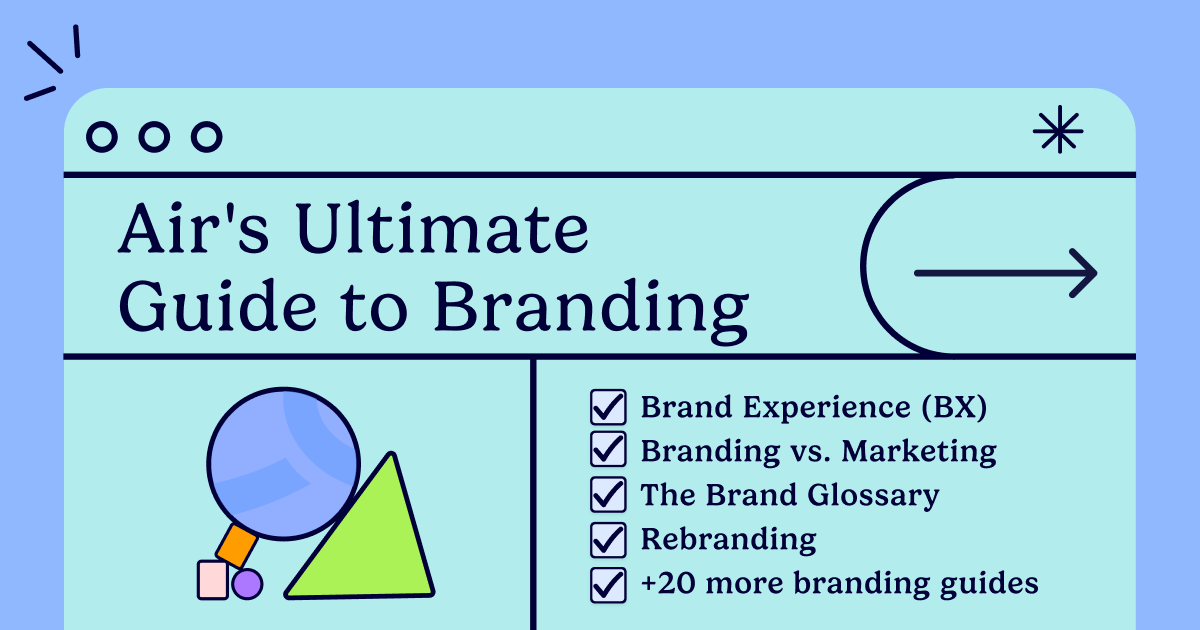 Air's Ultimate
Guide to Branding
Brand Experience (BX)
Branding vs. Marketing
The Brand Glossary
Rebranding
+20 more branding guides